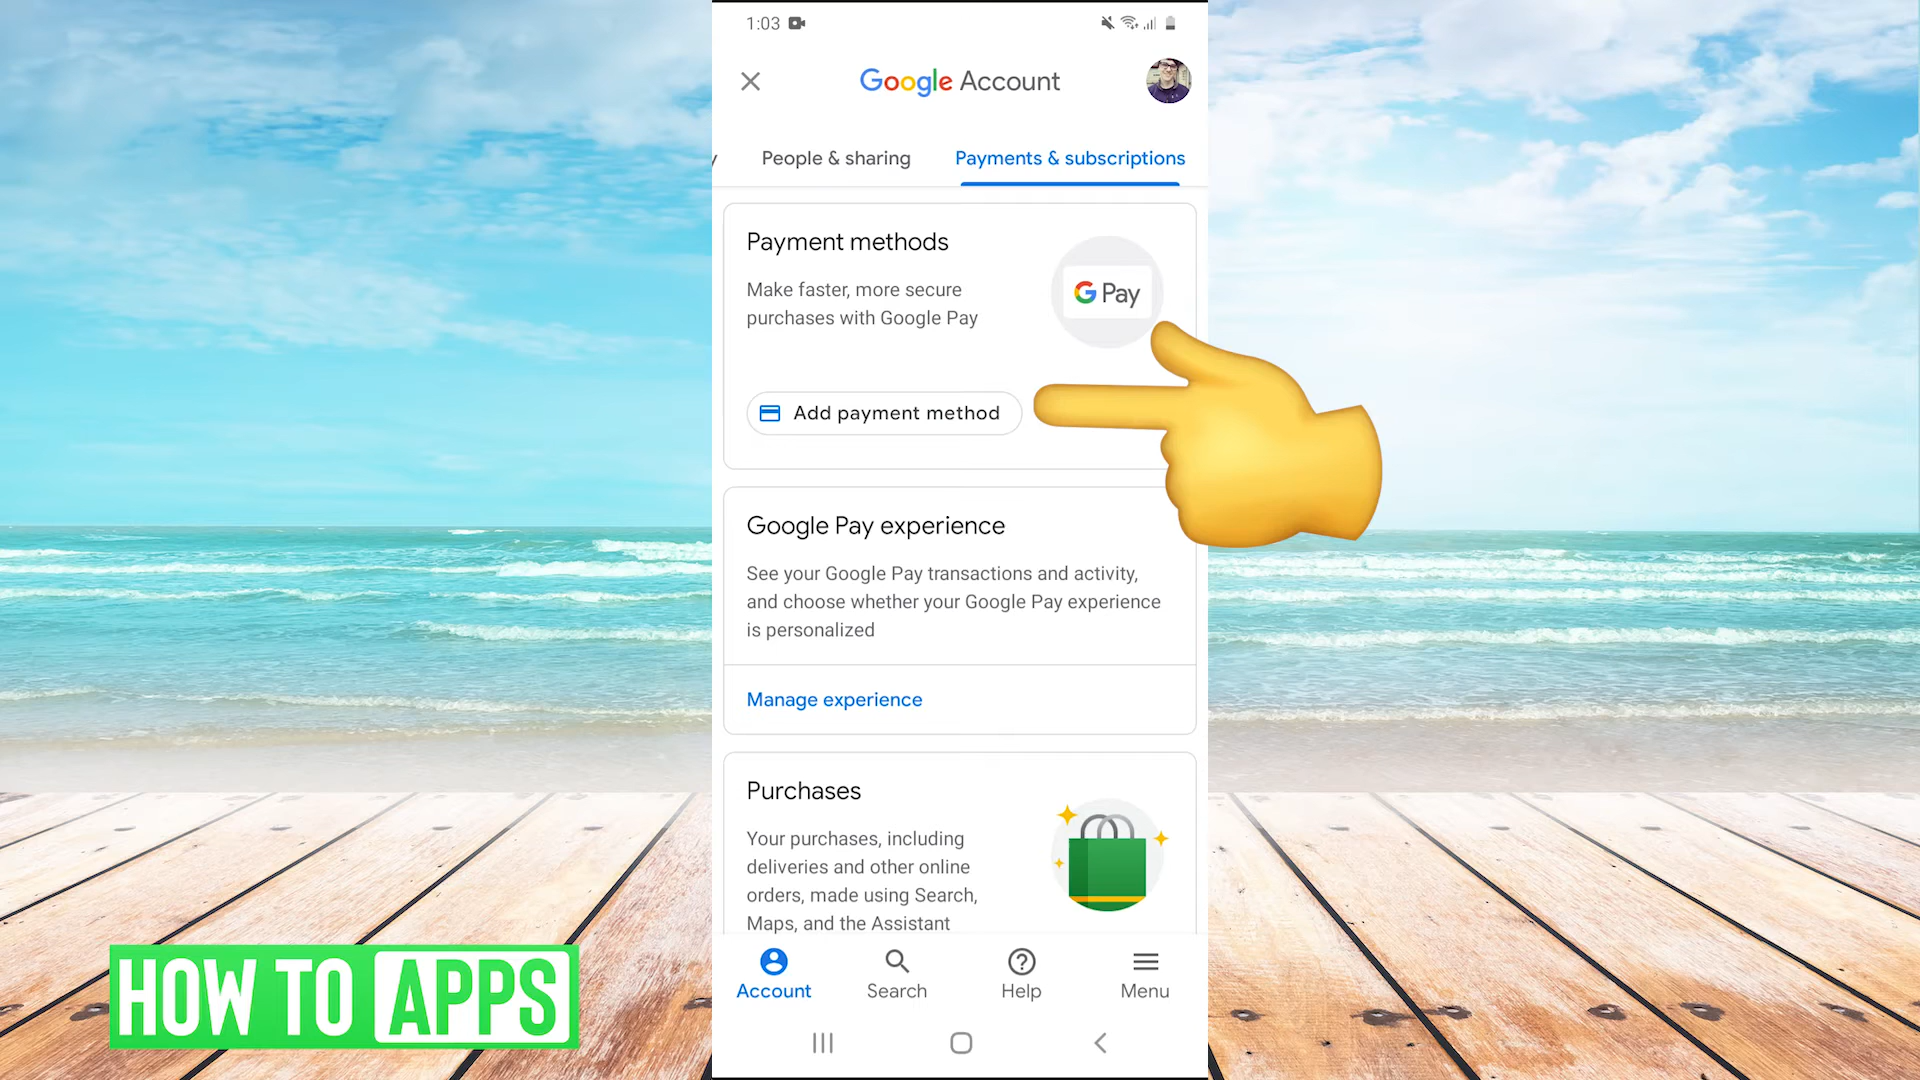 1:03
Google Account
y People & sharing Payments & subscriptions
Payment methods
Make faster, more secure
purchases with Google Pay
G Pay
Add payment method
Google Pay experience
See your Google Pay transactions and activity,
and choose whether your Google Pay experience
is personalized
Manage experience
Purchases
Your purchases, including
deliveries and other online
orders, made using Search,
Maps, and the Assistant
Account Search Help Menu
HOW TO APPS